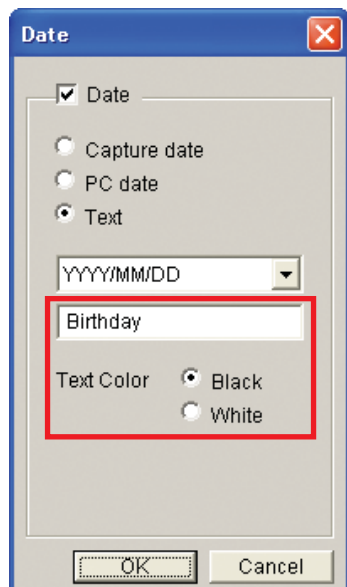 Date
Date
Capture date
PC date
Text
YYYY/MM/DD
Birthday
Text Color Black
White
OK Cancel